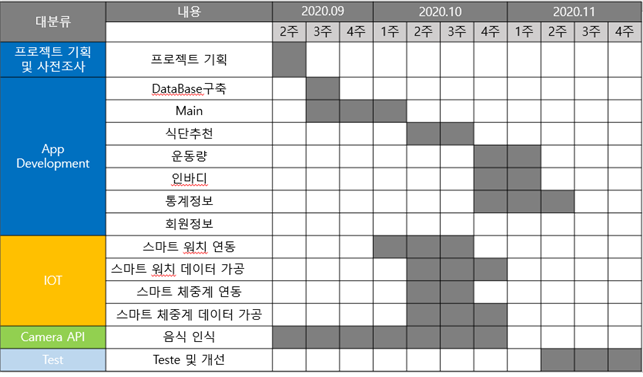 대분류 내용 2020.09 2020.10 2020.11
2주 3주 4주 1주 2주 3주 4주 1주 2주 3주 4주
프로젝트 기획
및 사전조사
프로젝트 기획
App
Development
DataBase구축
Main
식단추천
운동량
인바디
통계정보
회원정보
IOT
스마트 워치 연동
스마트 워치 데이터 가공
스마트 체중계 연동
스마트 체중계 데이터 가공
Camera API 음식 인식
Test Teste 및 개선